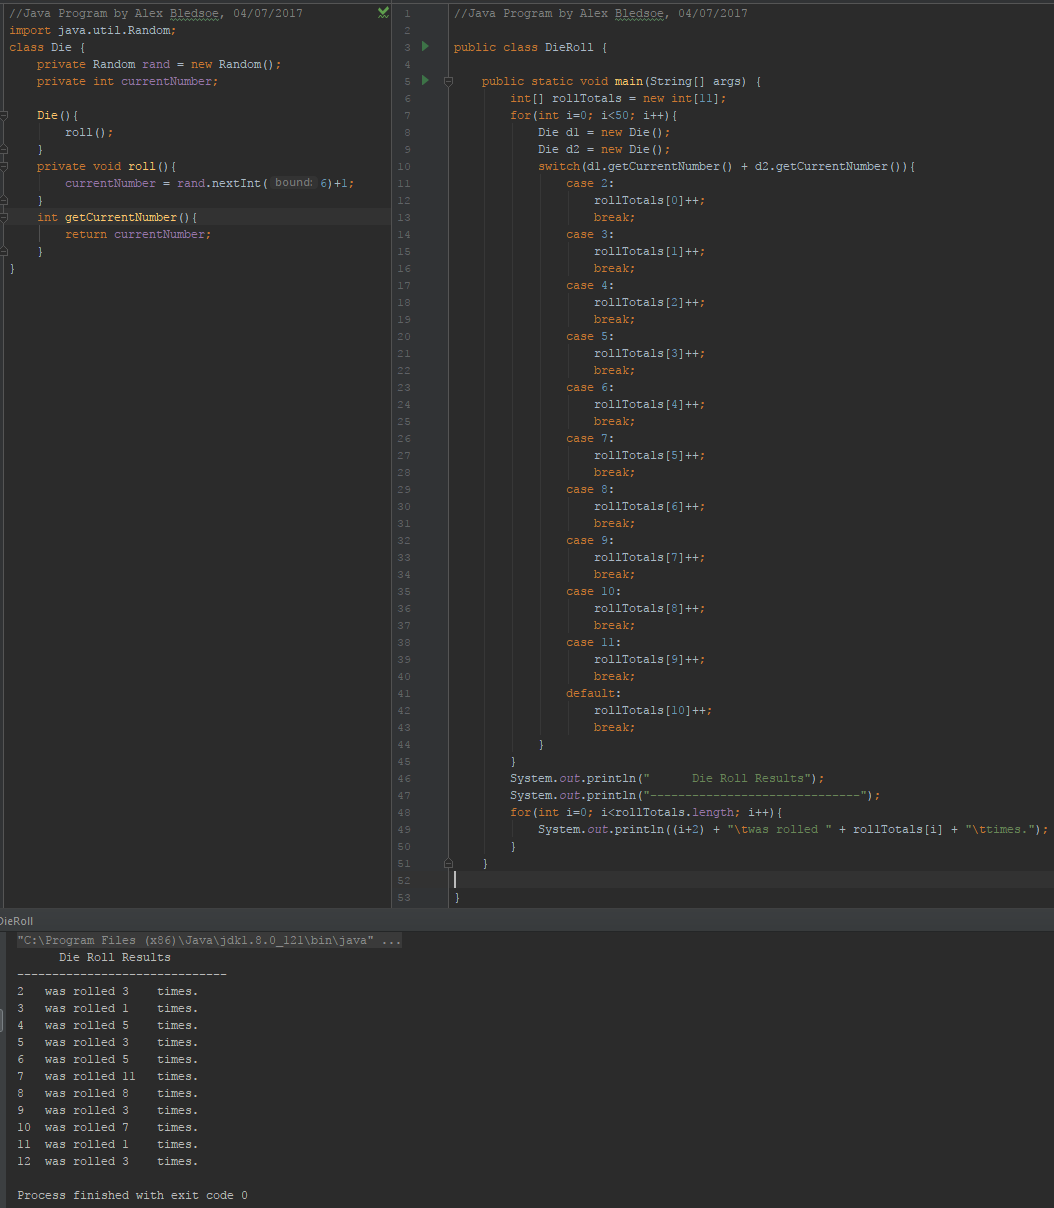 //Java Program by Alex Bledsoe, 04/07/2017
import java.util.Random;
class Die {
    private Random rand = new Random();
    private int currentNumber;
    Die(){
        roll();
    }
    private void roll(){
        currentNumber = rand.nextInt( bound: 6)+1;
    }
    int getCurrentNumber(){
        return currentNumber;
    }
}
1 //Java Program by Alex Bledsoe, 04/07/2017
2
3 public class DieRoll {
4
5     public static void main(String[] args) {
6         int[] rollTotals = new int[11];
7         for(int i=0; i<50; i++){
8             Die d1 = new Die();
9             Die d2 = new Die();
10             switch(d1.getCurrentNumber() + d2.getCurrentNumber()){
11                 case 2:
12                     rollTotals[0]++;
13                     break;
14                 case 3:
15                     rollTotals[1]++;
16                     break;
17                 case 4:
18                     rollTotals[2]++;
19                     break;
20                 case 5:
21                     rollTotals[3]++;
22                     break;
23                 case 6:
24                     rollTotals[4]++;
25                     break;
26                 case 7:
27                     rollTotals[5]++;
28                     break;
29                 case 8:
30                     rollTotals[6]++;
31                     break;
32                 case 9:
33                     rollTotals[7]++;
34                     break;
35                 case 10:
36                     rollTotals[8]++;
37                     break;
38                 case 11:
39                     rollTotals[9]++;
40                     break;
41                 default:
42                     rollTotals[10]++;
43                     break;
44             }
45         }
46         System.out.println("      Die Roll Results");
47         System.out.println("------------------------------");
48         for(int i=0; i<rollTotals.length; i++){
49             System.out.println((i+2) + "\twas rolled " + rollTotals[i] + "\ttimes.");
50         }
51     }
52
53 }
DieRoll
"C:\Program Files (x86)\Java\jdk1.8.0_121\bin\java" ...
      Die Roll Results
------------------------------
2   was rolled 3    times.
3   was rolled 1    times.
4   was rolled 5    times.
5   was rolled 3    times.
6   was rolled 5    times.
7   was rolled 11   times.
8   was rolled 8    times.
9   was rolled 3    times.
10  was rolled 7    times.
11  was rolled 1    times.
12  was rolled 3    times.
Process finished with exit code 0